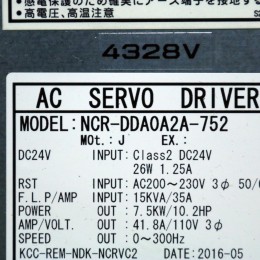 •感電保護のため確実にアース端子を接地する
•高電圧、高温注意
4328V
AC SERVO DRIVER
MODEL: NCR-DDA0A2A-752
Mot.: J EX.:
DC24V INPUT: Class2 DC24V
26W 1.25A
RST INPUT: AC200~230V 3φ 50/6
F.L.P/AMP INPUT: 15KVA/35A
POWER OUT : 7.5KW/10.2HP
AMP/VOLT. OUT : 41.8A/110V 3φ
SPEED OUT : 0~300Hz
KCC-REM-NDK-NCRVC2 DATE: 2016-05